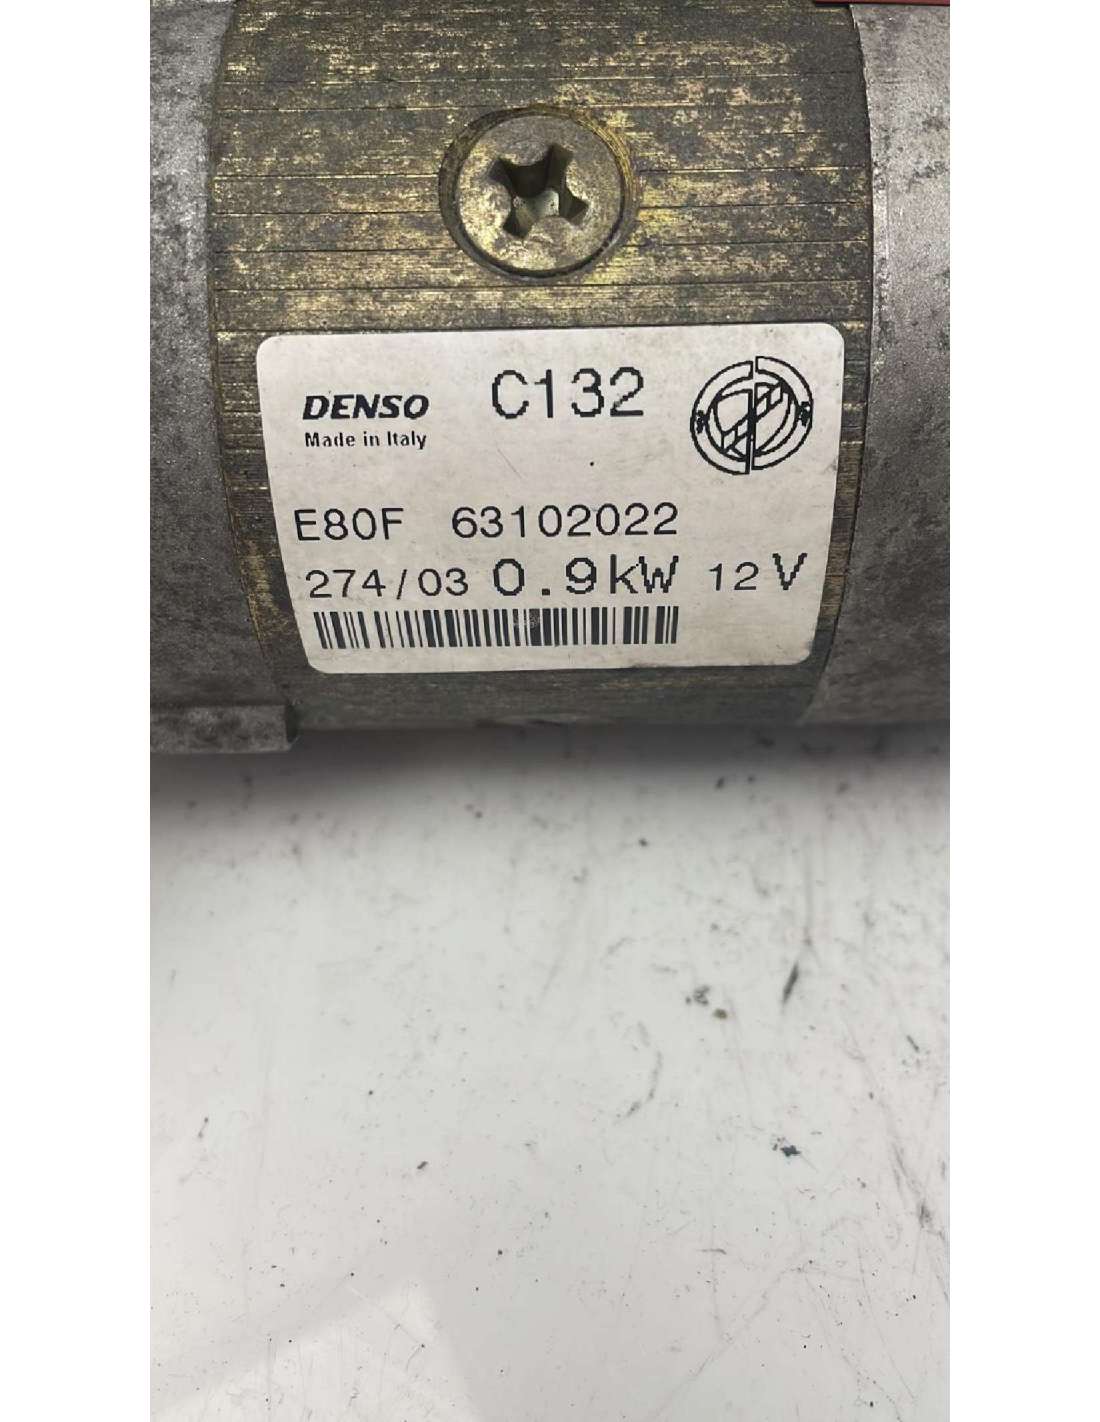 DENSO C132
Made in Italy
E80F 63102022
274/03 0.9kW 12V